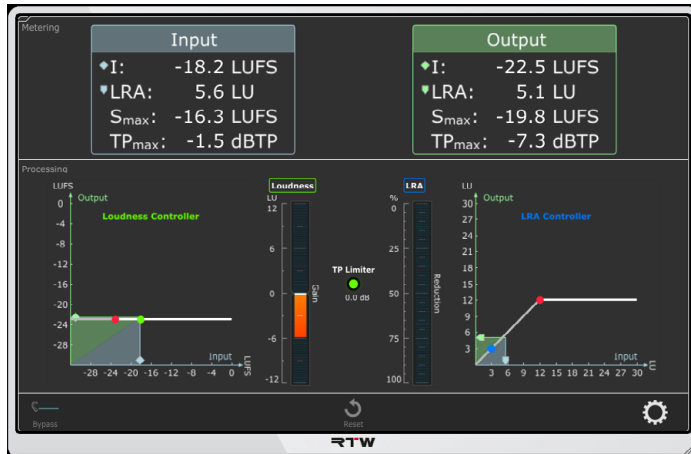 Metering
Input
I: -18.2 LUFS
LRA: 5.6 LU
Smax: -16.3 LUFS
TPmax: -1.5 dBTP
Output
I: -22.5 LUFS
LRA: 5.1 LU
Smax: -19.8 LUFS
TPmax: -7.3 dBTP
Processing
LUFS
Output
Loudness Controller
0
-4
-8
-12
-16
-20
-24
-28
-28 -24 -20 -16 -12 -8 -4 0
Input
LUFS
Loudness
LU
12
6
0
-6
-12
Gain
TP Limiter
0.0 dB
LRA
%
0
25
50
75
100
Reduction
LU
Output
LRA Controller
30
27
24
21
18
15
12
9
6
3
3 6 9 12 15 18 21 24 27 30
Input
LU
Bypass
Reset
RTW